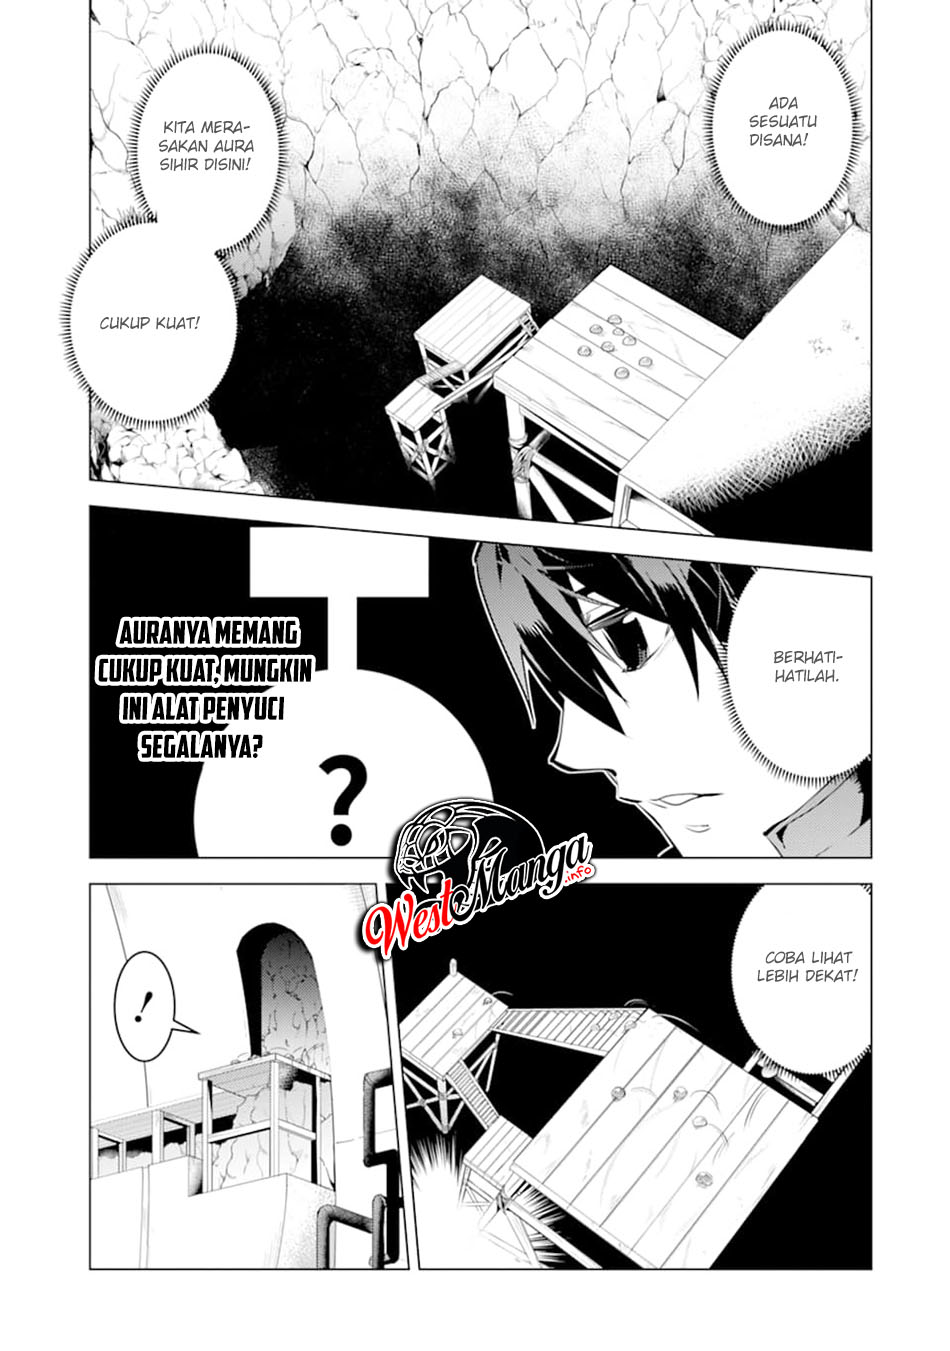 ADA
SESUATU
DISANA!
KITA MERA-
SAKAN AURA
SIHIR DISINI!
CUKUP KUAT!
BERHATI-
HATILAH.
AURANYA MEMANG
CUKUP KUAT, MUNGKIN
INI ALAT PENYUCI
SEGALANYA?
?
WestManga
.info
COBA LIHAT
LEBIH DEKAT!
!